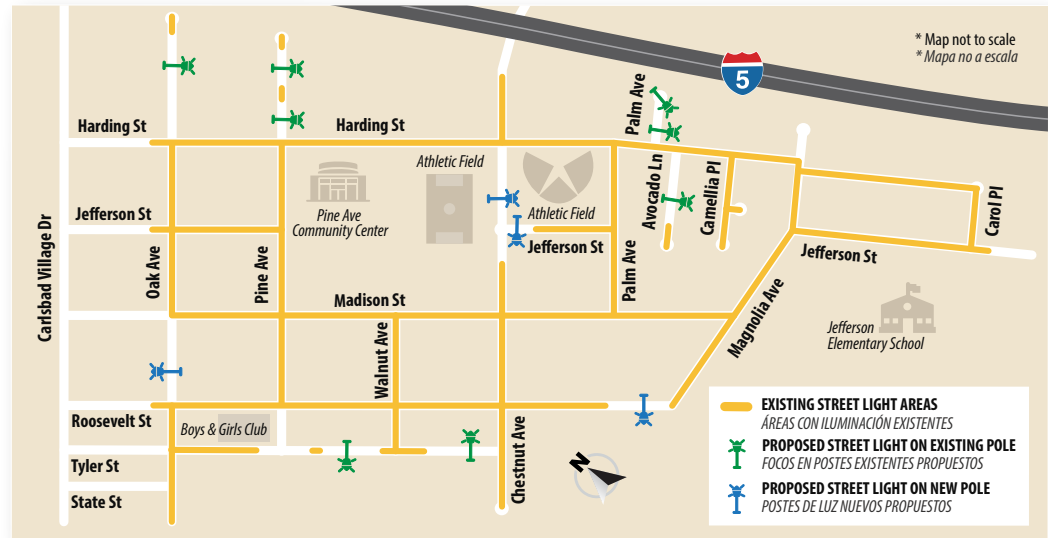 * Map not to scale
* Mapa no a escala
5
Palm Ave
Harding St
Harding St
Athletic Field
Avocado Ln
Camellia Pl
Carol Pl
Pine Ave
Community Center
Athletic Field
Jefferson St
Jefferson St
Jefferson St
Carlsbad Village Dr
Oak Ave
Pine Ave
Palm Ave
Madison St
Magnolia Ave
Jefferson
Elementary School
Walnut Ave
Roosevelt St
Boys & Girls Club
Chestnut Ave
Tyler St
State St
N
EXISTING STREET LIGHT AREAS
ÁREAS CON ILUMINACIÓN EXISTENTES
PROPOSED STREET LIGHT ON EXISTING POLE
FOCOS EN POSTES EXISTENTES PROPUESTOS
PROPOSED STREET LIGHT ON NEW POLE
POSTES DE LUZ NUEVOS PROPUESTOS